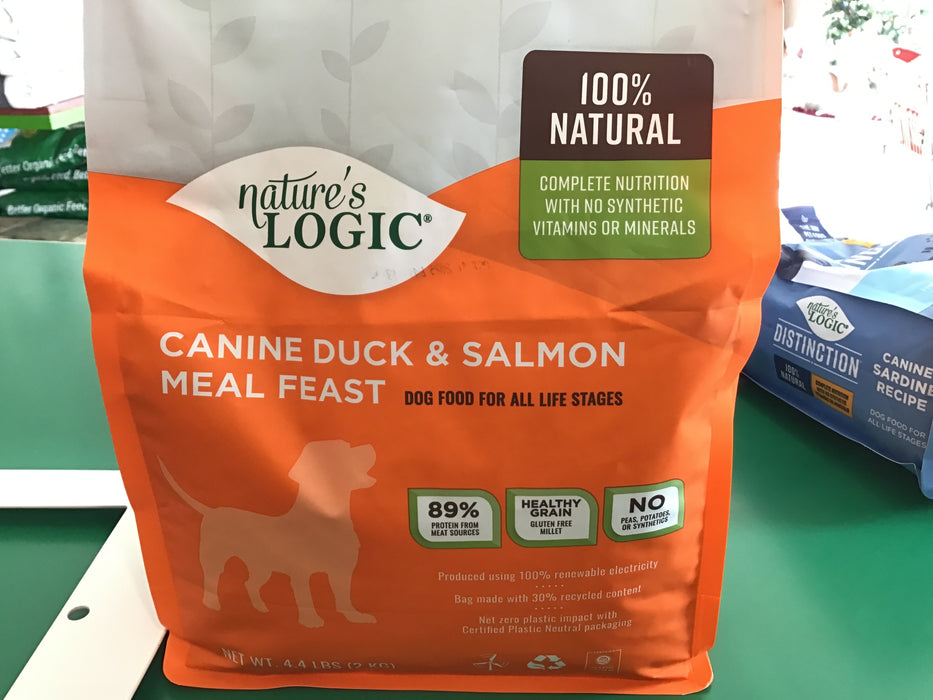 100%
NATURAL
COMPLETE NUTRITION
WITH NO SYNTHETIC
VITAMINS OR MINERALS
nature's
LOGIC®
CANINE DUCK & SALMON
MEAL FEAST DOG FOOD FOR ALL LIFE STAGES
89%
PROTEIN FROM
MEAT SOURCES
HEALTHY
GRAIN
GLUTEN FREE
MILLET
NO
PEAS, POTATOES,
OR SYNTHETICS
Produced using 100% renewable electricity
Bag made with 30% recycled content
Net zero plastic impact with
Certified Plastic Neutral packaging
NET WT. 4.4 LBS (2 KG)
nature's
LOGIC®
DISTINCTION
100%
NATURAL
CANINE
SARDINE
RECIPE
DOG FOOD FOR
ALL LIFE STAGES
Better Organic Feed